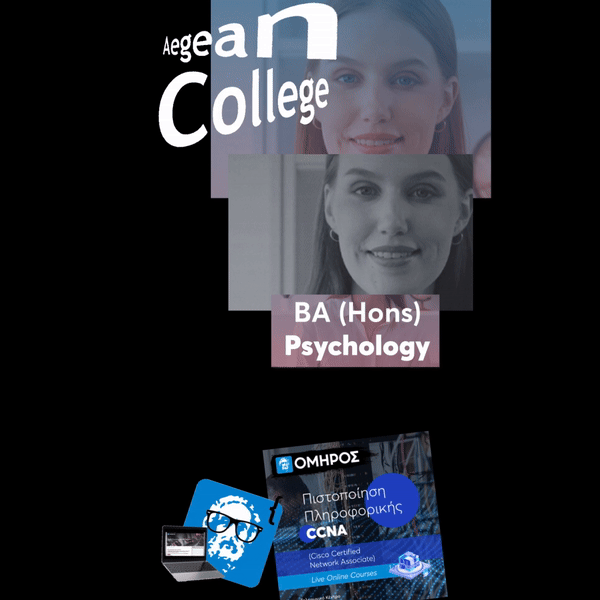 Aegean
College
BA (Hons)
Psychology
ΟΜΗΡΟΣ
Πιστοποίηση
Πληροφορικής
CCNA
(Cisco Certified
Network Associate)
Live Online Courses